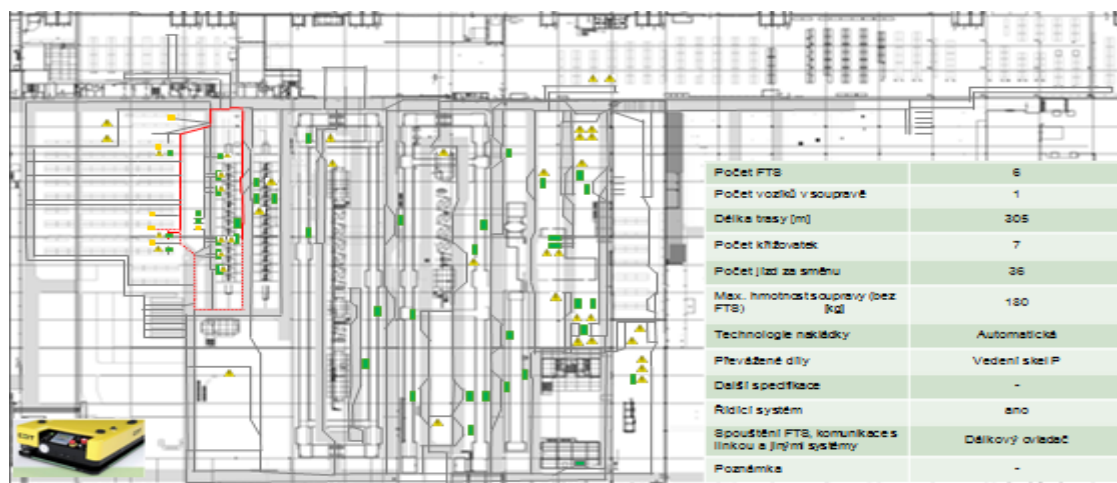 Počet FTS 6
Počet vozíků v soupravě 1
Délka trasy [m] 305
Počet křižovatek 7
Počet jízd za směnu 36
Max. hmotnost soupravy (bez
FTS) [kg] 180
Technologie nakládky Automatická
Převážené díly Vedení skel P
Další specifikace -
Řídící systém ano
Spouštění FTS, komunikace s
linkou a jinými systémy Dálkový ovladač
Poznámka -